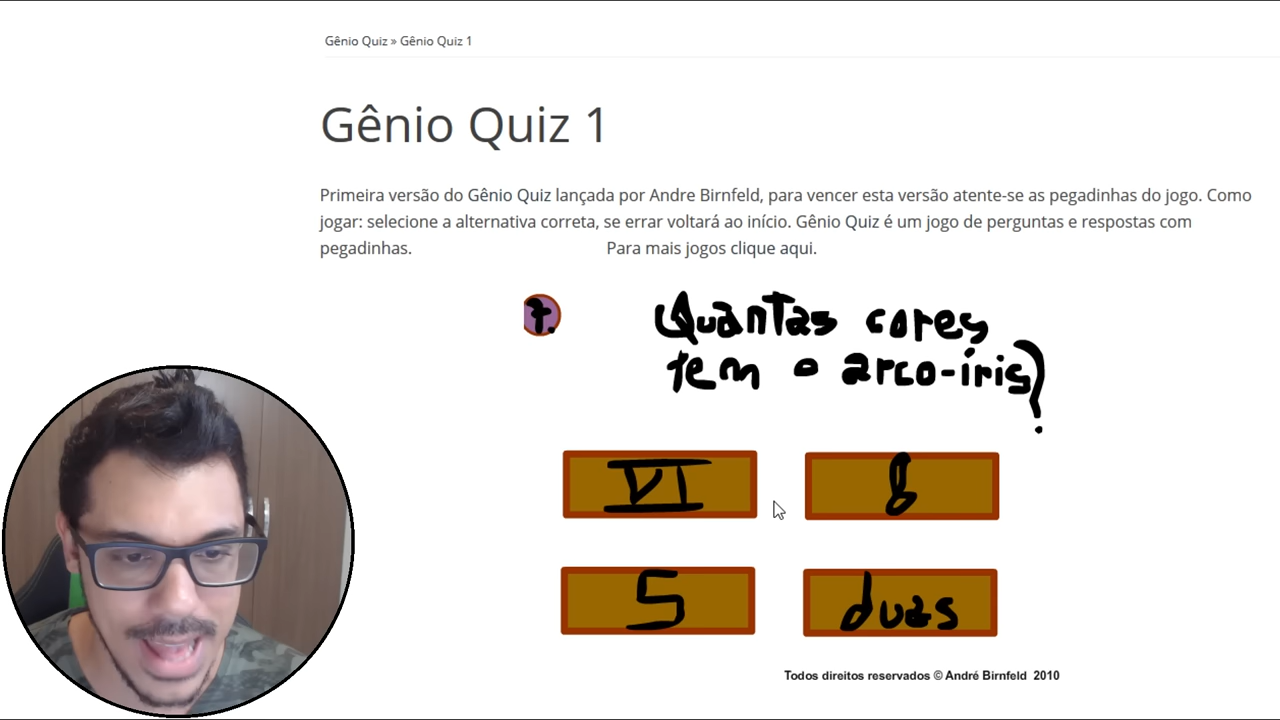 Gênio Quiz » Gênio Quiz 1
Gênio Quiz 1
Primeira versão do Gênio Quiz lançada por Andre Birnfeld, para vencer esta versão atente-se as pegadinhas do jogo. Como
jogar: selecione a alternativa correta, se errar voltará ao início. Gênio Quiz é um jogo de perguntas e respostas com
pegadinhas. Para mais jogos clique aqui.
7. Quantas cores
tem o arco-íris?
VI 8
5 duas
Todos direitos reservados © André Birnfeld 2010